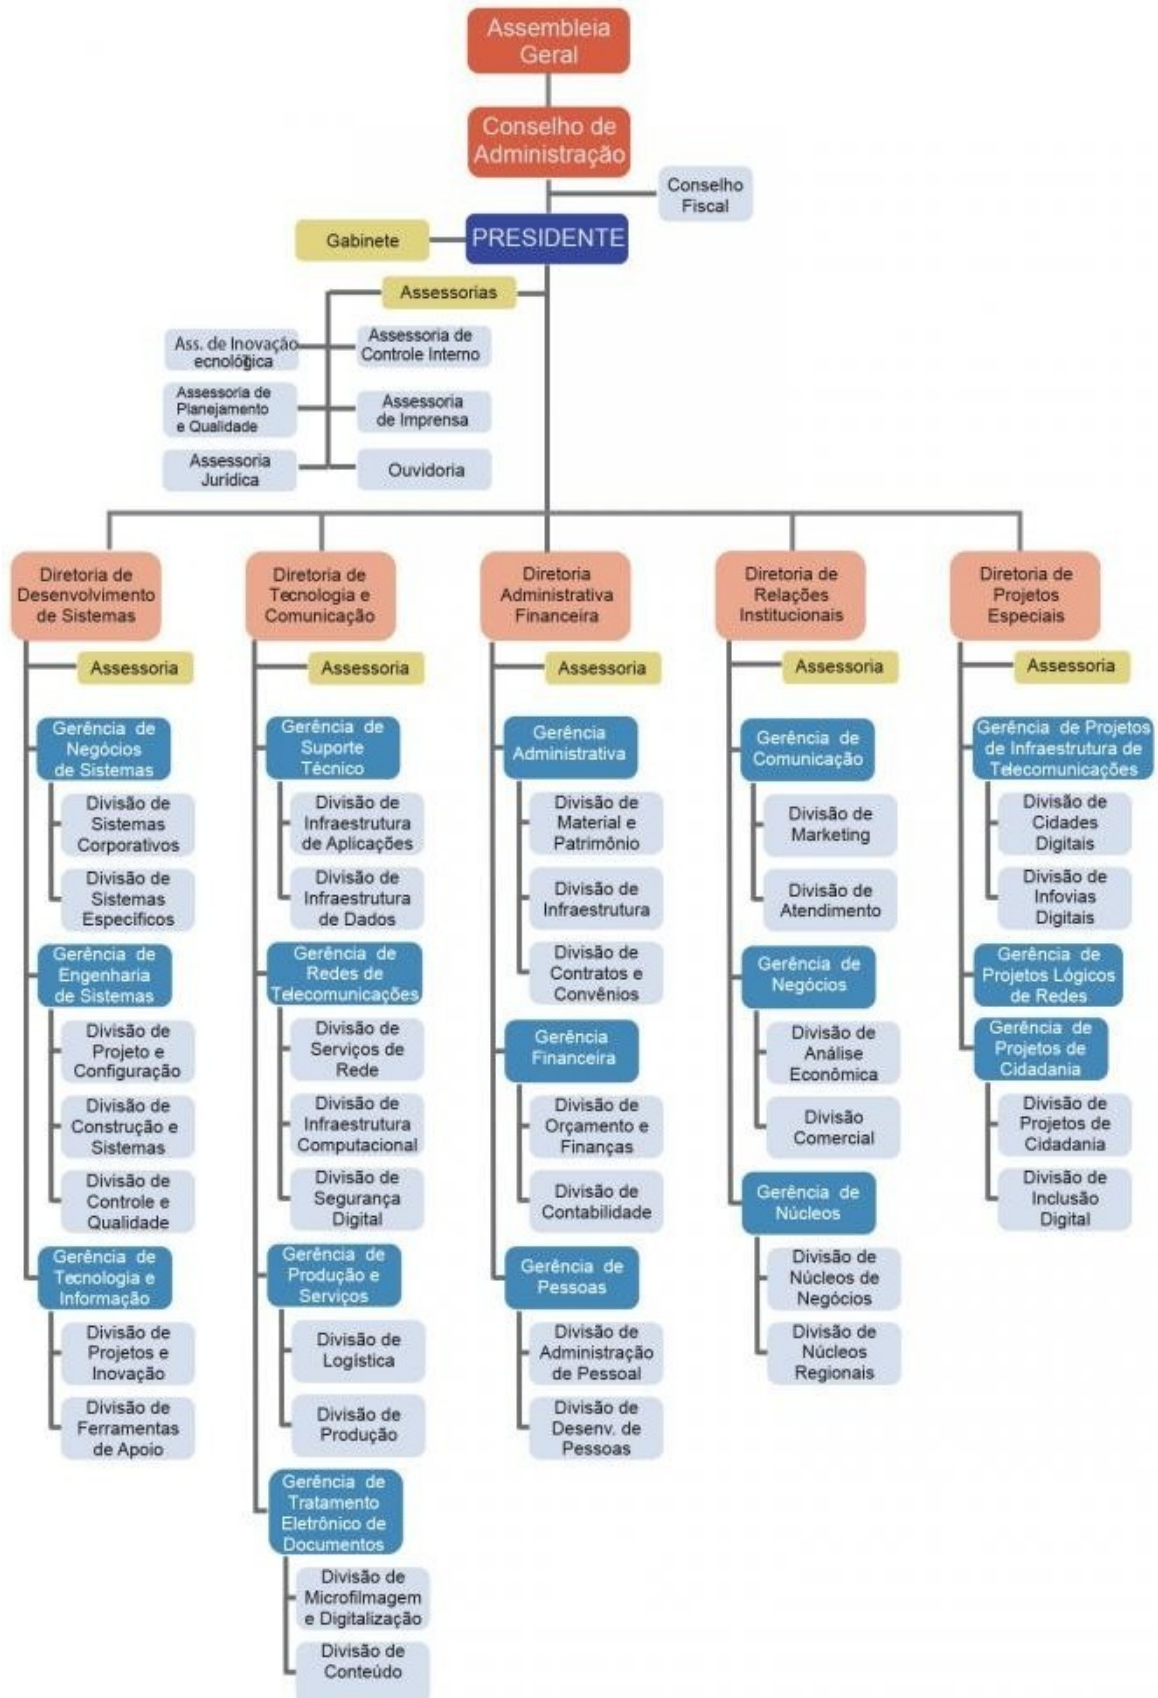 Assembleia
Geral
Conselho de
Administração
Conselho
Fiscal
Gabinete
PRESIDENTE
Assessorias
Ass. de Inovação
ecnológica
Assessoria de
Controle Interno
Assessoria de
Planejamento
e Qualidade
Assessoria
de Imprensa
Assessoria
Jurídica
Ouvidoria
Diretoria de
Desenvolvimento
de Sistemas
Assessoria
Gerência de
Negócios
de Sistemas
Divisão de
Sistemas
Corporativos
Divisão de
Sistemas
Específicos
Gerência de
Engenharia
de Sistemas
Divisão de
Projeto e
Configuração
Divisão de
Construção e
Sistemas
Divisão de
Controle e
Qualidade
Gerência de
Tecnologia e
Informação
Divisão de
Projetos e
Inovação
Divisão de
Ferramentas
de Apoio
Diretoria de
Tecnologia e
Comunicação
Assessoria
Gerência de
Suporte
Técnico
Divisão de
Infraestrutura
de Aplicações
Divisão de
Infraestrutura
de Dados
Gerência de
Redes de
Telecomunicações
Divisão de
Serviços de
Rede
Divisão de
Infraestrutura
Computacional
Divisão de
Segurança
Digital
Gerência de
Produção e
Serviços
Divisão de
Logística
Divisão de
Produção
Gerência de
Tratamento
Eletrônico de
Documentos
Divisão de
Microfilmagem
e Digitalização
Divisão de
Conteúdo
Diretoria
Administrativa
Financeira
Assessoria
Gerência
Administrativa
Divisão de
Material e
Patrimônio
Divisão de
Infraestrutura
Divisão de
Contratos e
Convênios
Gerência
Financeira
Divisão de
Orçamento e
Finanças
Divisão de
Contabilidade
Gerência de
Pessoas
Divisão de
Administração
de Pessoal
Divisão de
Desenv. de
Pessoas
Diretoria de
Relações
Institucionais
Assessoria
Gerência de
Comunicação
Divisão de
Marketing
Divisão de
Atendimento
Gerência de
Negócios
Divisão de
Análise
Econômica
Divisão
Comercial
Gerência de
Núcleos
Divisão de
Núcleos de
Negócios
Divisão de
Núcleos
Regionais
Diretoria de
Projetos
Especiais
Assessoria
Gerência de Projetos
de Infraestrutura de
Telecomunicações
Divisão de
Cidades
Digitais
Divisão de
Infovias
Digitais
Gerência de
Projetos Lógicos
de Redes
Gerência de
Projetos de
Cidadania
Divisão de
Projetos de
Cidadania
Divisão de
Inclusão
Digital